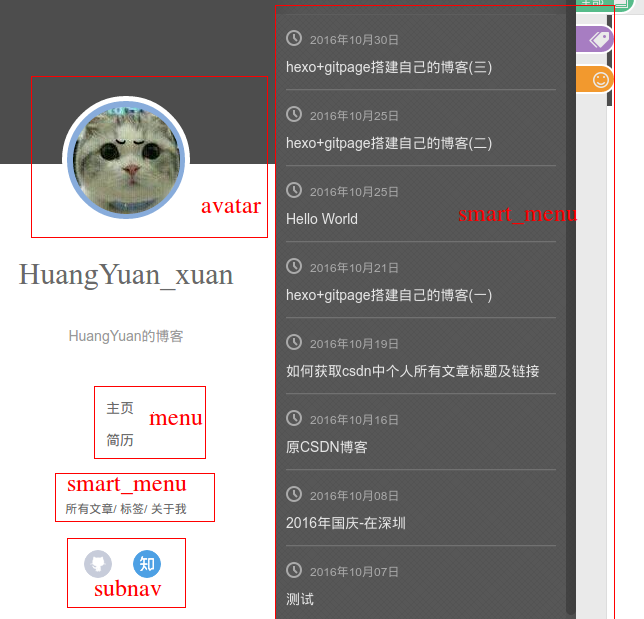 avatar
HuangYuan_xuan
HuangYuan的博客
主页
menu
简历
smart_menu
所有文章/ 标签/ 关于我
知
subnav
2016年10月30日
hexo+gitpage搭建自己的博客(三)
2016年10月25日
hexo+gitpage搭建自己的博客(二)
2016年10月25日
Hello World
smart_menu
2016年10月21日
hexo+gitpage搭建自己的博客(一)
2016年10月19日
如何获取csdn中个人所有文章标题及链接
2016年10月16日
原CSDN博客
2016年10月08日
2016年国庆-在深圳
2016年10月07日
测试